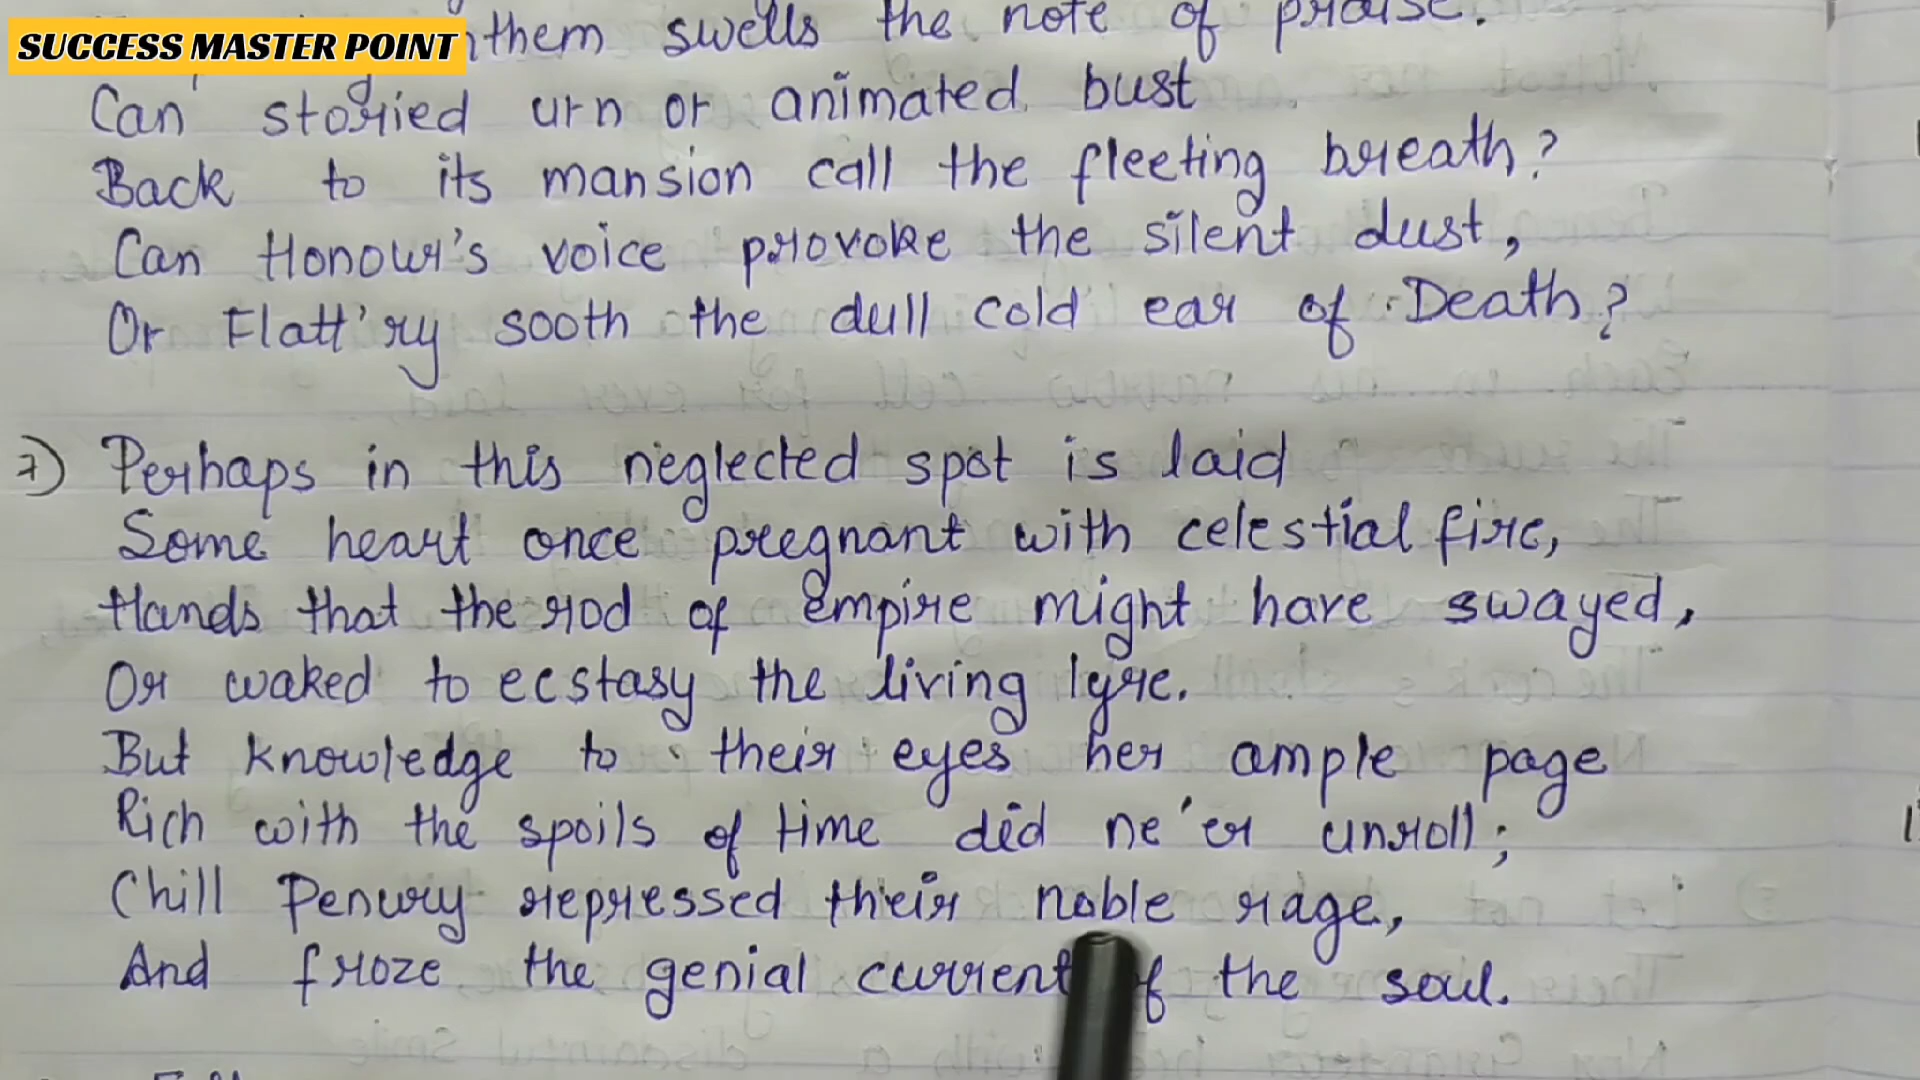 SUCCESS MASTER POINT
them swells the note of praise.
Can storied urn or animated bust
Back to its mansion call the fleeting breath?
Can Honour's voice provoke the silent dust,
Or Flatt'ry sooth the dull cold ear of Death?
7) Perhaps in this neglected spot is laid
Some heart once pregnant with celestial fire,
Hands that the rod of empire might have swayed,
Or waked to ecstasy the living lyre.
But knowledge to their eyes her ample page
Rich with the spoils of time did ne'er unroll;
Chill Penury repressed their noble rage,
And froze the genial current of the soul.